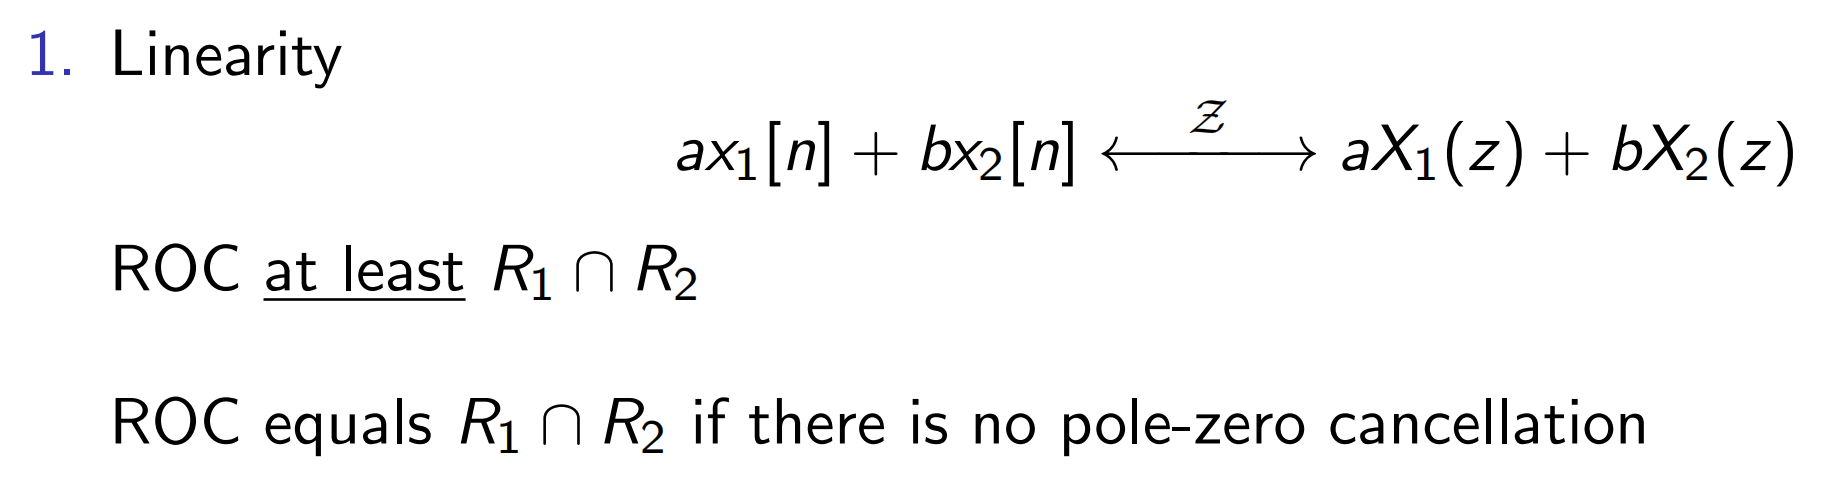 1. Linearity
ax₁[n] + bx₂[n] ⟷ᶻ aX₁(z) + bX₂(z)
ROC at least R₁ ∩ R₂
ROC equals R₁ ∩ R₂ if there is no pole-zero cancellation